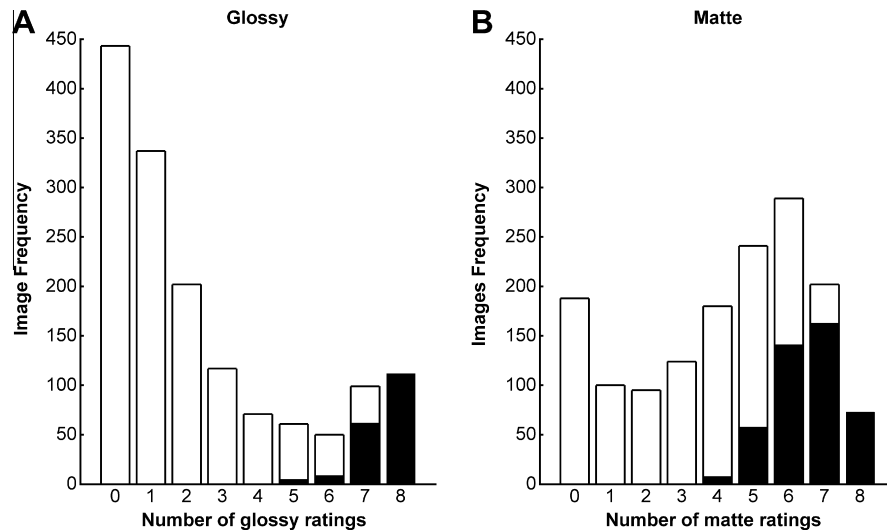 A
Glossy
450
400
350
300
250
200
150
100
50
0
Image Frequency
0 1 2 3 4 5 6 7 8
Number of glossy ratings
B
Matte
450
400
350
300
250
200
150
100
50
0
Images Frequency
0 1 2 3 4 5 6 7 8
Number of matte ratings